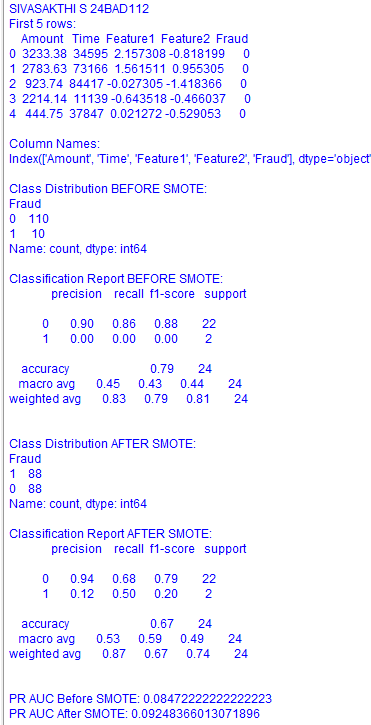 SIVASAKTHI S 24BAD112
First 5 rows:
Amount Time Feature1 Feature2 Fraud
0 3233.38 34595 2.157308 -0.818199 0
1 2783.63 73166 1.561511 0.955305 0
2 923.74 84417 -0.027305 -1.418366 0
3 2214.14 11139 -0.643518 -0.466037 0
4 444.75 37847 0.021272 -0.529053 0
Column Names:
Index(['Amount', 'Time', 'Feature1', 'Feature2', 'Fraud'], dtype='object'
Class Distribution BEFORE SMOTE:
Fraud
0 110
1 10
Name: count, dtype: int64
Classification Report BEFORE SMOTE:
precision recall f1-score support
0 0.90 0.86 0.88 22
1 0.00 0.00 0.00 2
accuracy 0.79 24
macro avg 0.45 0.43 0.44 24
weighted avg 0.83 0.79 0.81 24
Class Distribution AFTER SMOTE:
Fraud
1 88
0 88
Name: count, dtype: int64
Classification Report AFTER SMOTE:
precision recall f1-score support
0 0.94 0.68 0.79 22
1 0.12 0.50 0.20 2
accuracy 0.67 24
macro avg 0.53 0.59 0.49 24
weighted avg 0.87 0.67 0.74 24
PR AUC Before SMOTE: 0.08472222222222223
PR AUC After SMOTE: 0.09248366013071896